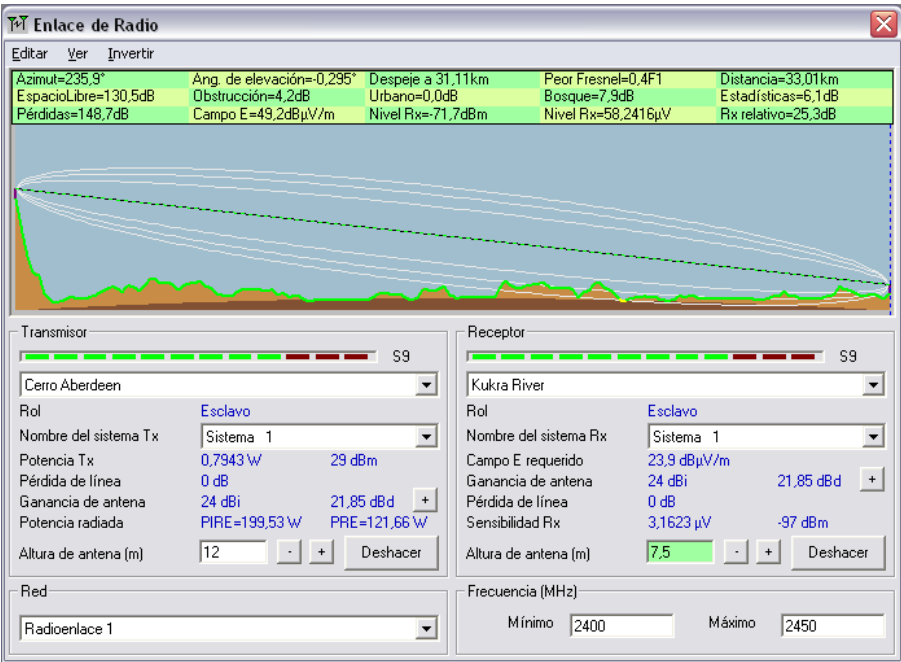 Enlace de Radio
Editar Ver Invertir
Azimut=235,9° Ang. de elevación=-0,295° Despeje a 31,11km Peor Fresnel=0,4F1 Distancia=33,01km
EspacioLibre=130,5dB Obstrucción=4,2dB Urbano=0,0dB Bosque=7,9dB Estadísticas=6,1dB
Pérdidas=148,7dB Campo E=49,2dBµV/m Nivel Rx=-71,7dBm Nivel Rx=58,2416µV Rx relativo=25,3dB
Transmisor
S9
Cerro Aberdeen
Rol Esclavo
Nombre del sistema Tx Sistema 1
Potencia Tx 0,7943 W 29 dBm
Pérdida de línea 0 dB
Ganancia de antena 24 dBi 21,85 dBd +
Potencia radiada PIRE=199,53 W PRE=121,66 W
Altura de antena (m) 12 - + Deshacer
Receptor
S9
Kukra River
Rol Esclavo
Nombre del sistema Rx Sistema 1
Campo E requerido 23,9 dBµV/m
Ganancia de antena 24 dBi 21,85 dBd +
Pérdida de línea 0 dB
Sensibilidad Rx 3,1623 µV -97 dBm
Altura de antena (m) 7,5 - + Deshacer
Red
Radioenlace 1
Frecuencia (MHz)
Mínimo 2400 Máximo 2450